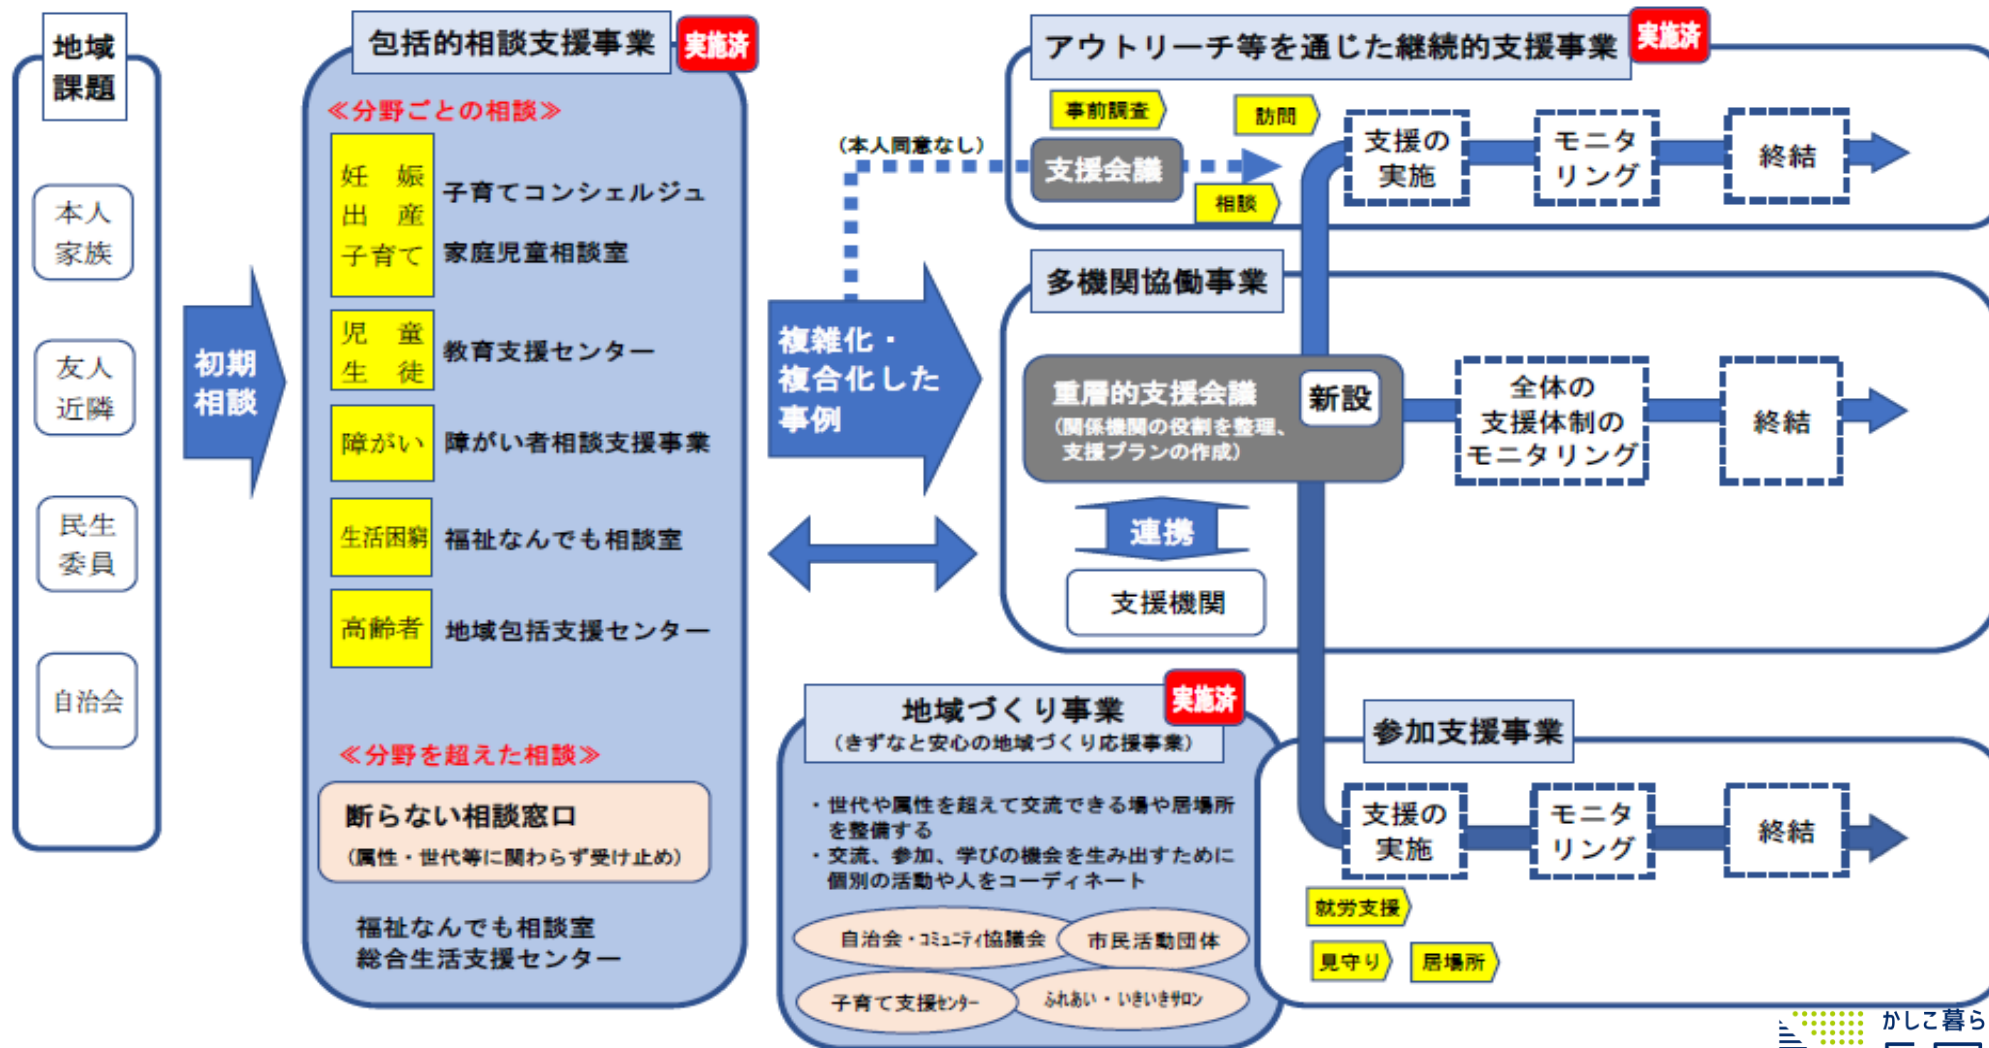 地域
課題
本人
家族
友人
近隣
民生
委員
自治会
初期
相談
包括的相談支援事業
実施済
≪分野ごとの相談≫
妊　娠
出　産
子育て
子育てコンシェルジュ
家庭児童相談室
児　童
生　徒
教育支援センター
障がい
障がい者相談支援事業
生活困窮
福祉なんでも相談室
高齢者
地域包括支援センター
≪分野を超えた相談≫
断らない相談窓口
（属性・世代等に関わらず受け止め）
福祉なんでも相談室
総合生活支援センター
複雑化・
複合化した
事例
（本人同意なし）
アウトリーチ等を通じた継続的支援事業
実施済
事前調査
訪問
支援会議
相談
支援の
実施
モニタ
リング
終結
多機関協働事業
重層的支援会議
（関係機関の役割を整理、
支援プランの作成）
新設
全体の
支援体制の
モニタリング
終結
連携
支援機関
地域づくり事業
（きずなと安心の地域づくり応援事業）
実施済
・世代や属性を超えて交流できる場や居場所
を整備する
・交流、参加、学びの機会を生み出すために
個別の活動や人をコーディネート
自治会・ｺﾐｭﾆﾃｨ協議会
市民活動団体
子育て支援ｾﾝﾀｰ
ふれあい・いきいきｻﾛﾝ
参加支援事業
支援の
実施
モニタ
リング
終結
就労支援
見守り
居場所
かしこ暮ら